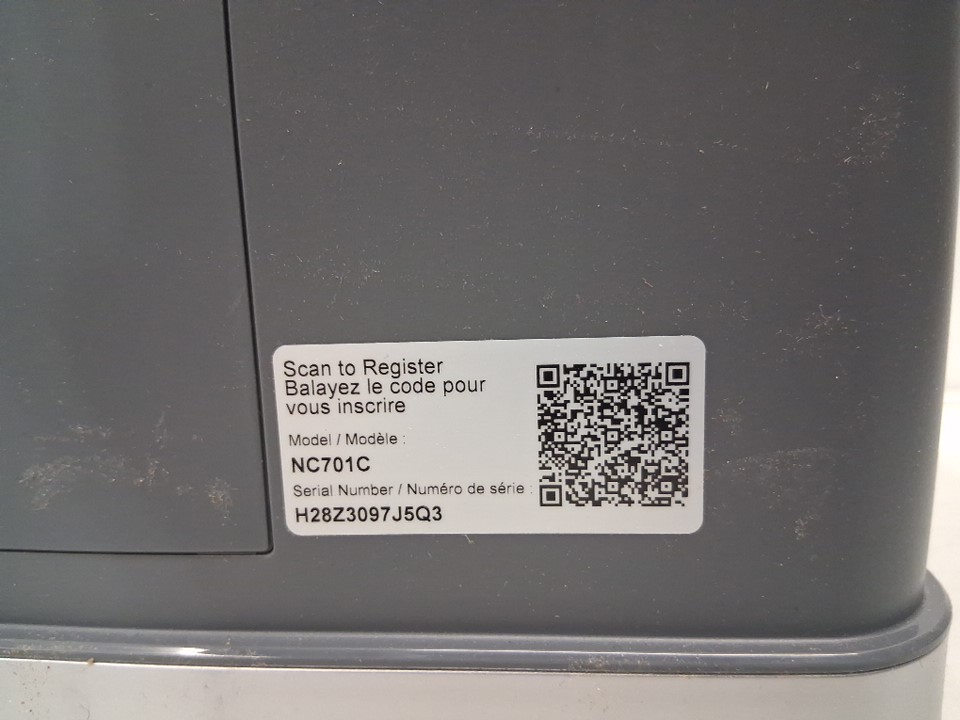 Scan to Register
Balayez le code pour
vous inscrire
Model / Modèle :
NC701C
Serial Number / Numéro de série :
H28Z3097J5Q3